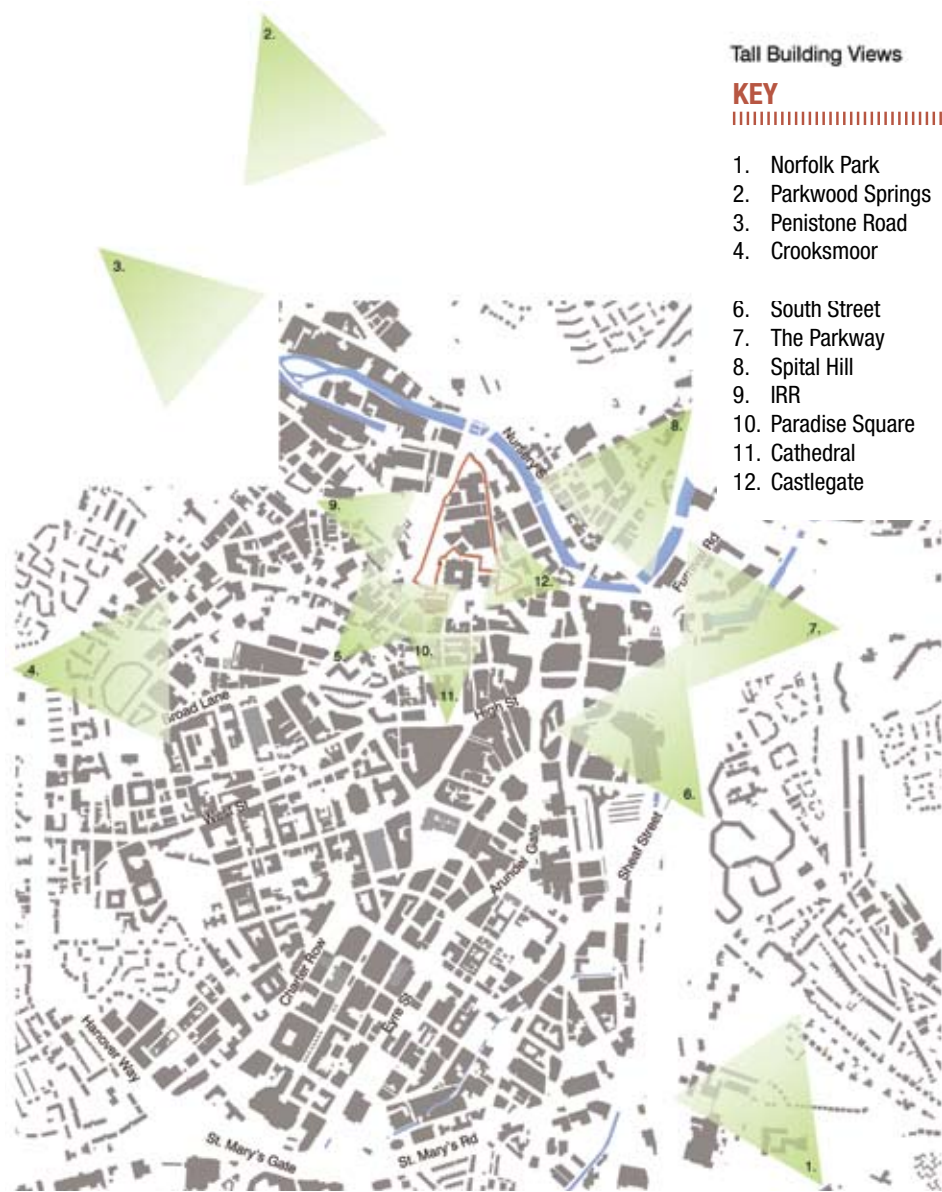 Tall Building Views
KEY
1. Norfolk Park
2. Parkwood Springs
3. Penistone Road
4. Crooksmoor
6. South Street
7. The Parkway
8. Spital Hill
9. IRR
10. Paradise Square
11. Cathedral
12. Castlegate
2.
3.
8.
Nursery
9.
Rd
12.
7.
5.
10.
4.
11.
Broad Lane
High St
6.
West St
Arundel Gate
Sheaf Street
Charter Row
Eyre St
Hanover Way
St. Mary's Gate
St. Mary's Rd
1.